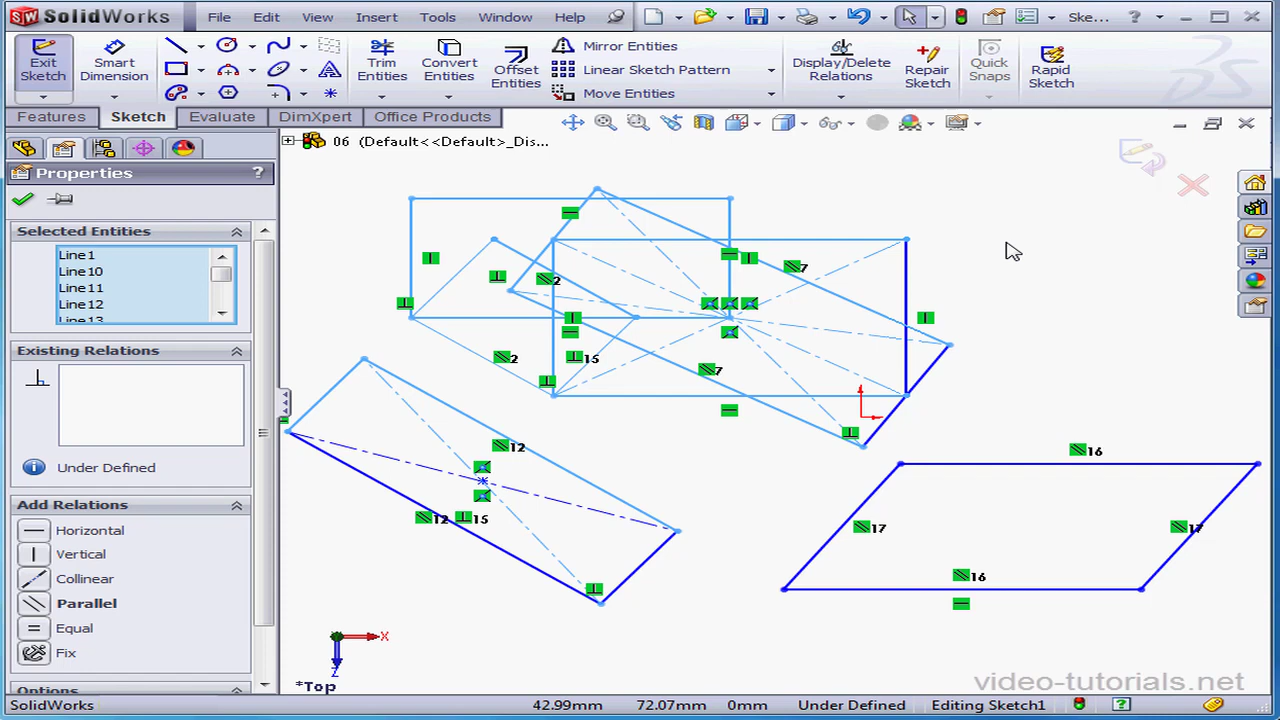 SolidWorks
File Edit View Insert Tools Window Help
Ske...
Exit Sketch
Smart Dimension
Trim Entities
Convert Entities
Offset Entities
Mirror Entities
Linear Sketch Pattern
Move Entities
Display/Delete Relations
Repair Sketch
Quick Snaps
Rapid Sketch
Features Sketch Evaluate DimXpert Office Products
06 (Default<<Default>_Dis...
Properties ?
Selected Entities
Line1
Line10
Line11
Line12
Line13
Existing Relations
Under Defined
Add Relations
Horizontal
Vertical
Collinear
Parallel
Equal
Fix
Options
2
7
2
15
7
12
12
15
16
17
17
16
X
Z
*Top
video-tutorials.net
SolidWorks 42.99mm 72.07mm 0mm Under Defined Editing Sketch1